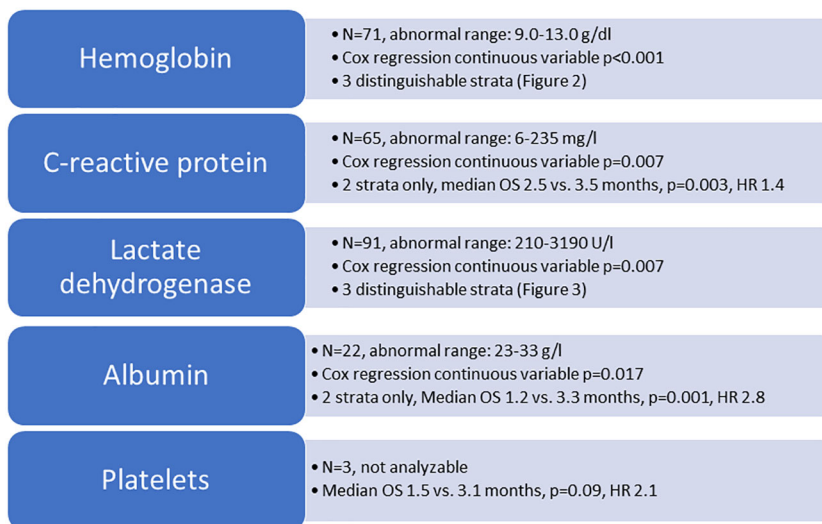 Hemoglobin
• N=71, abnormal range: 9.0-13.0 g/dl
• Cox regression continuous variable p<0.001
• 3 distinguishable strata (Figure 2)
C-reactive protein
• N=65, abnormal range: 6-235 mg/l
• Cox regression continuous variable p=0.007
• 2 strata only, median OS 2.5 vs. 3.5 months, p=0.003, HR 1.4
Lactate
dehydrogenase
• N=91, abnormal range: 210-3190 U/l
• Cox regression continuous variable p=0.007
• 3 distinguishable strata (Figure 3)
Albumin
• N=22, abnormal range: 23-33 g/l
• Cox regression continuous variable p=0.017
• 2 strata only, Median OS 1.2 vs. 3.3 months, p=0.001, HR 2.8
Platelets
• N=3, not analyzable
• Median OS 1.5 vs. 3.1 months, p=0.09, HR 2.1